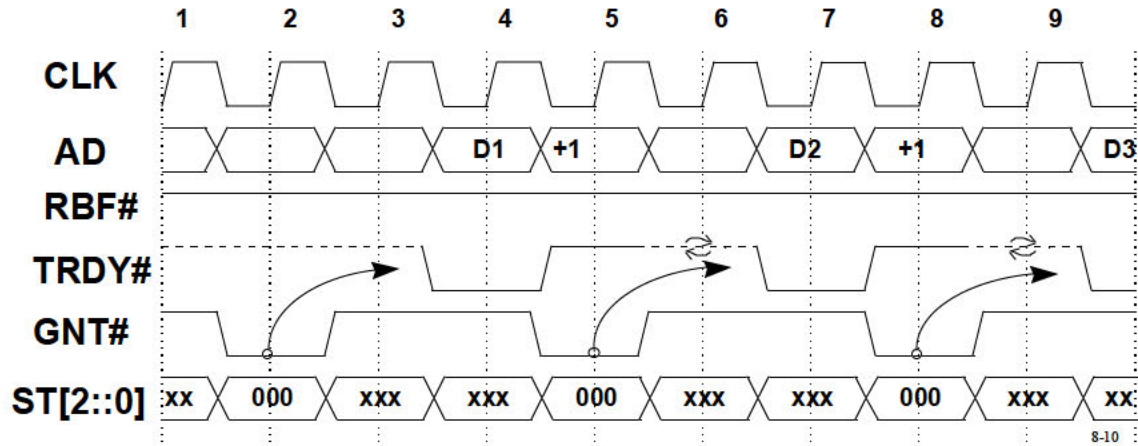 1 2 3 4 5 6 7 8 9
CLK
AD D1 +1 D2 +1 D3
RBF#
TRDY#
GNT#
ST[2::0] xx 000 xxx xxx 000 xxx xxx 000 xxx xx
8-10